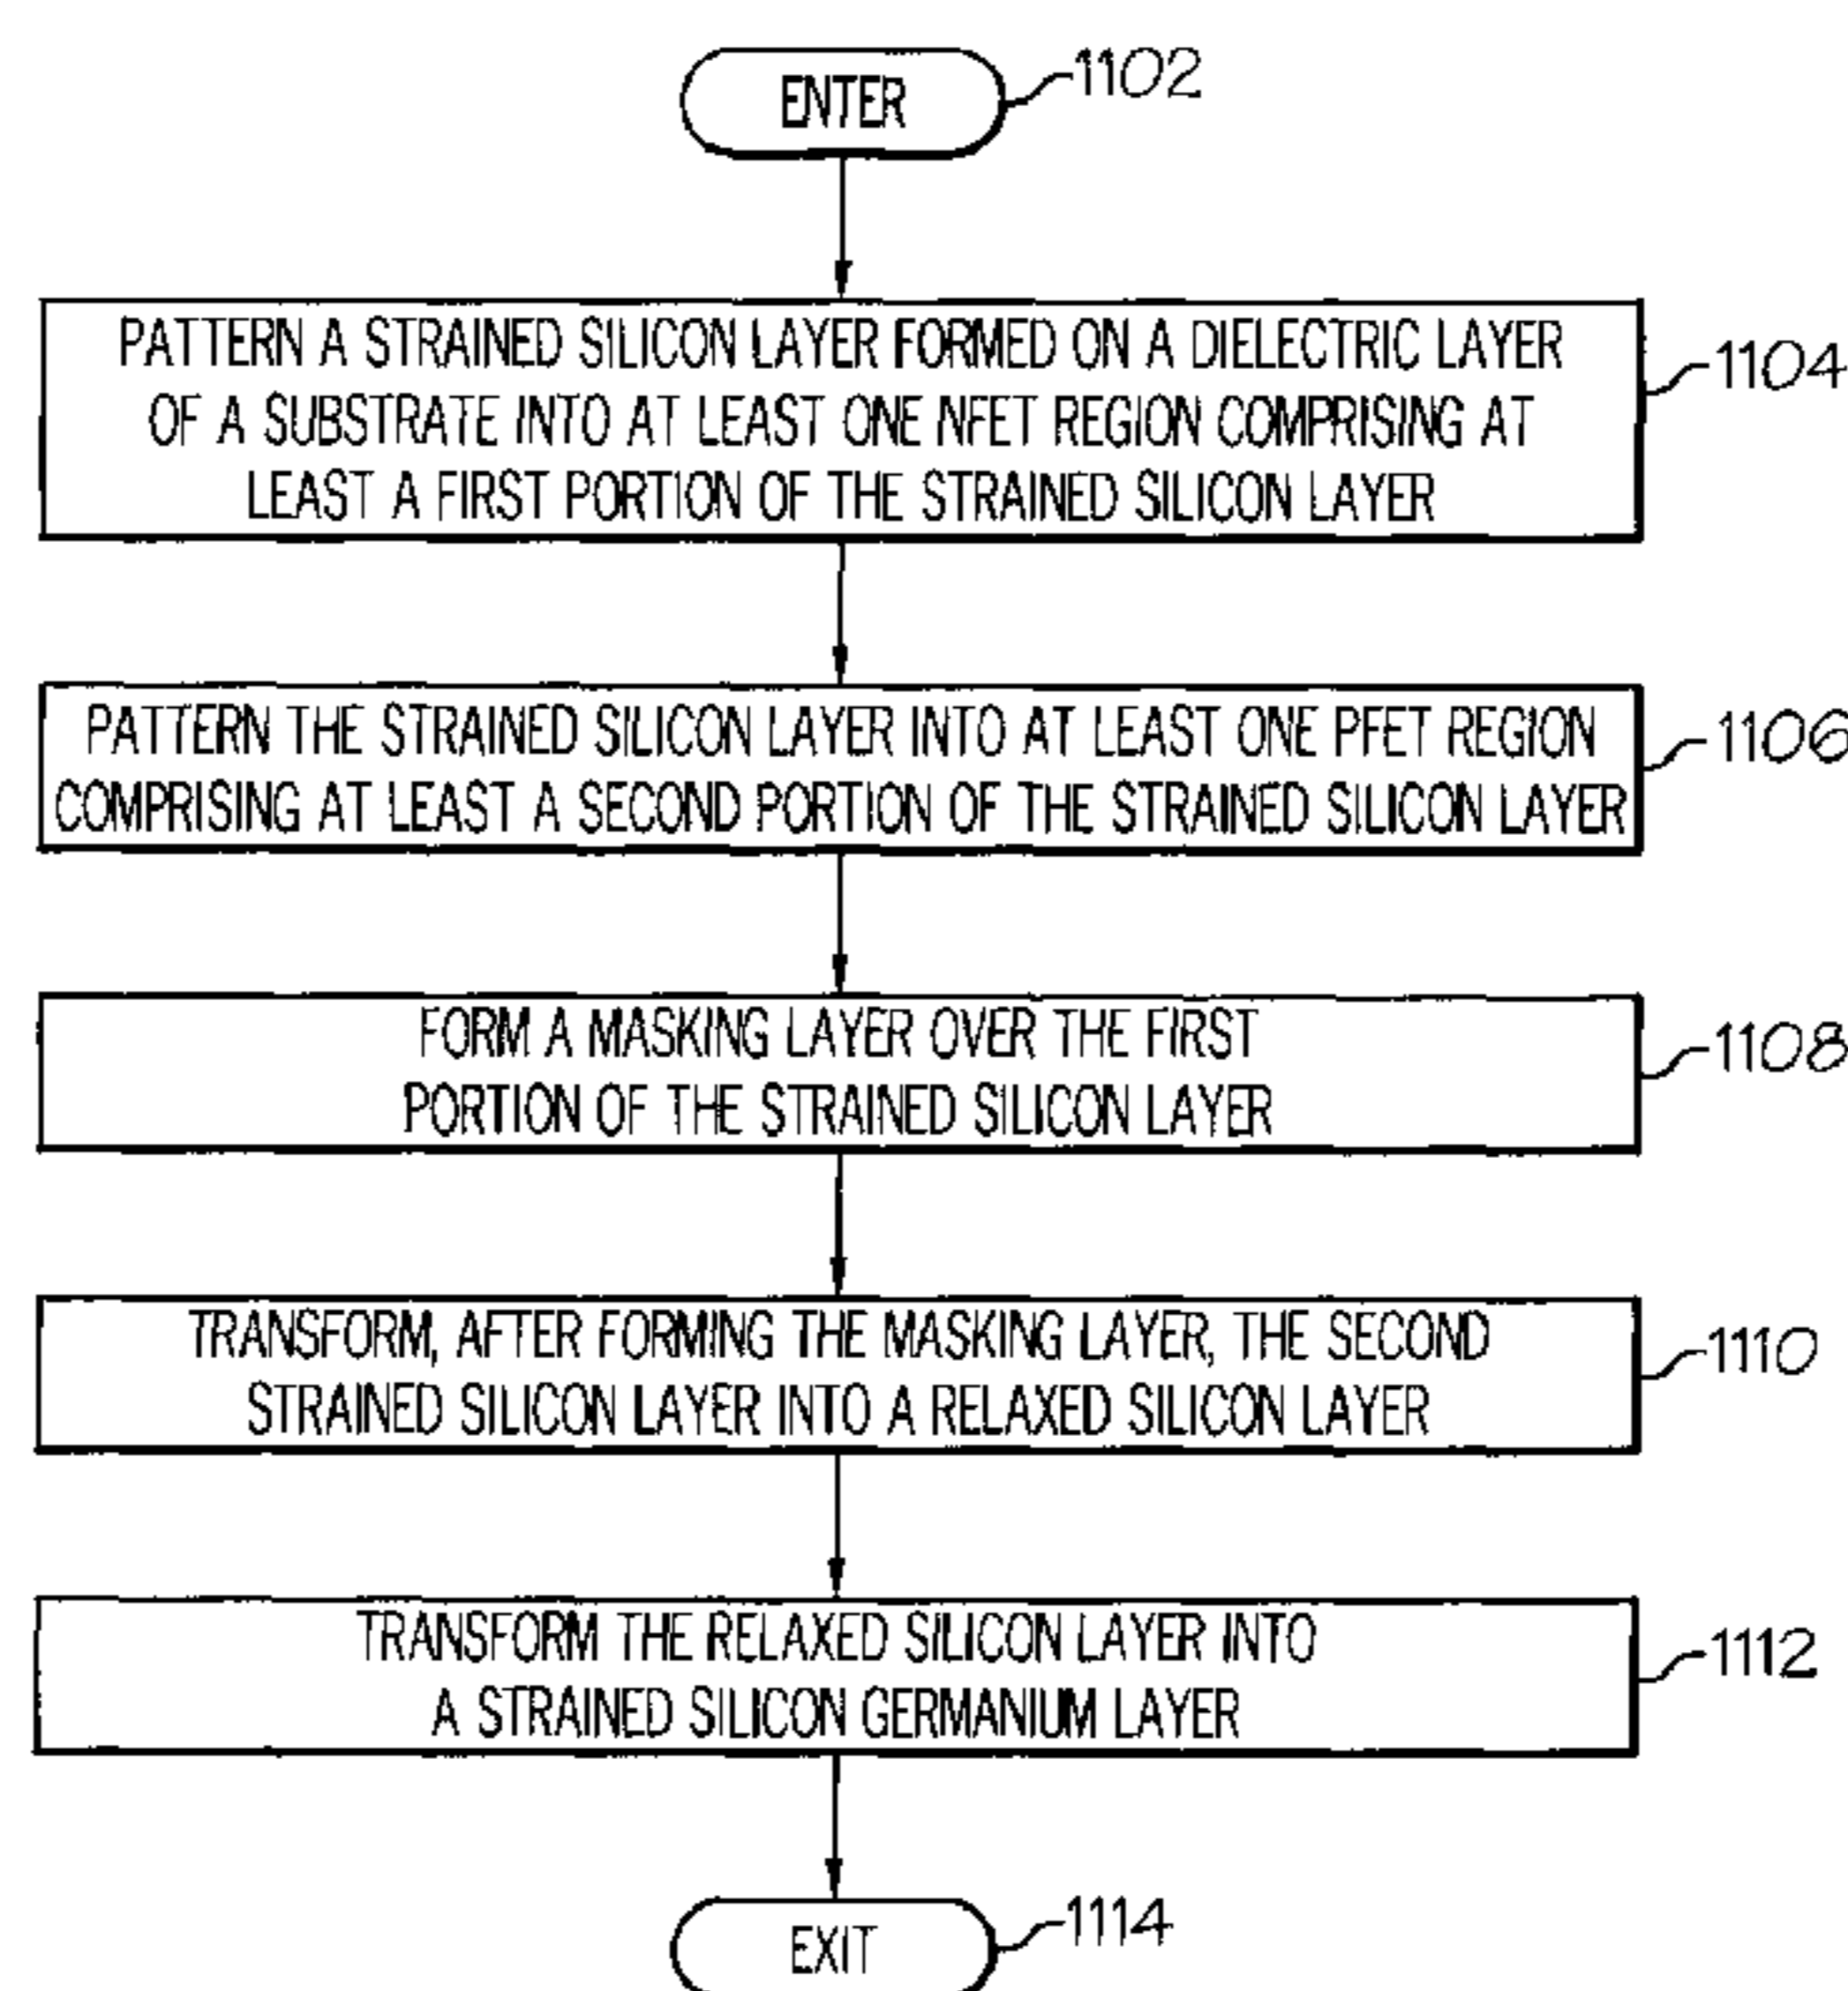 ENTER
1102
PATTERN A STRAINED SILICON LAYER FORMED ON A DIELECTRIC LAYER
OF A SUBSTRATE INTO AT LEAST ONE NFET REGION COMPRISING AT
LEAST A FIRST PORTION OF THE STRAINED SILICON LAYER
1104
PATTERN THE STRAINED SILICON LAYER INTO AT LEAST ONE PFET REGION
COMPRISING AT LEAST A SECOND PORTION OF THE STRAINED SILICON LAYER
1106
FORM A MASKING LAYER OVER THE FIRST
PORTION OF THE STRAINED SILICON LAYER
1108
TRANSFORM, AFTER FORMING THE MASKING LAYER, THE SECOND
STRAINED SILICON LAYER INTO A RELAXED SILICON LAYER
1110
TRANSFORM THE RELAXED SILICON LAYER INTO
A STRAINED SILICON GERMANIUM LAYER
1112
EXIT
1114